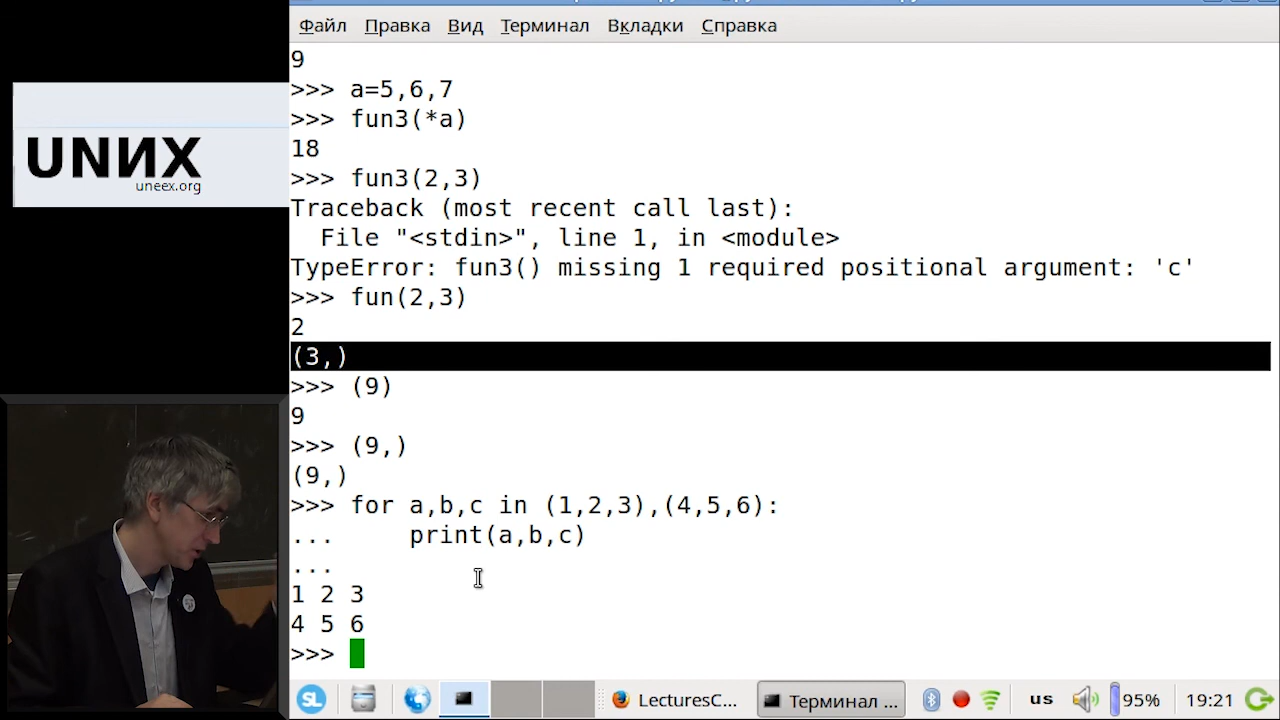 Файл Правка Вид Терминал Вкладки Справка
UNИX
uneex.org
9
>>> a=5,6,7
>>> fun3(*a)
18
>>> fun3(2,3)
Traceback (most recent call last):
  File "<stdin>", line 1, in <module>
TypeError: fun3() missing 1 required positional argument: 'c'
>>> fun(2,3)
2
(3,)
>>> (9)
9
>>> (9,)
(9,)
>>> for a,b,c in (1,2,3),(4,5,6):
...     print(a,b,c)
...
1 2 3
4 5 6
>>>
SL LecturesC... Терминал ... us 95% 19:21